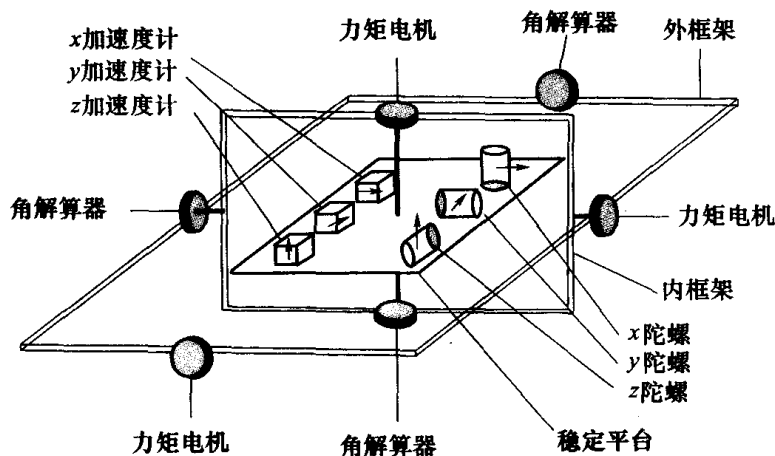 x加速度计
y加速度计
z加速度计
力矩电机
角解算器
外框架
角解算器
力矩电机
内框架
x陀螺
y陀螺
z陀螺
力矩电机
角解算器
稳定平台